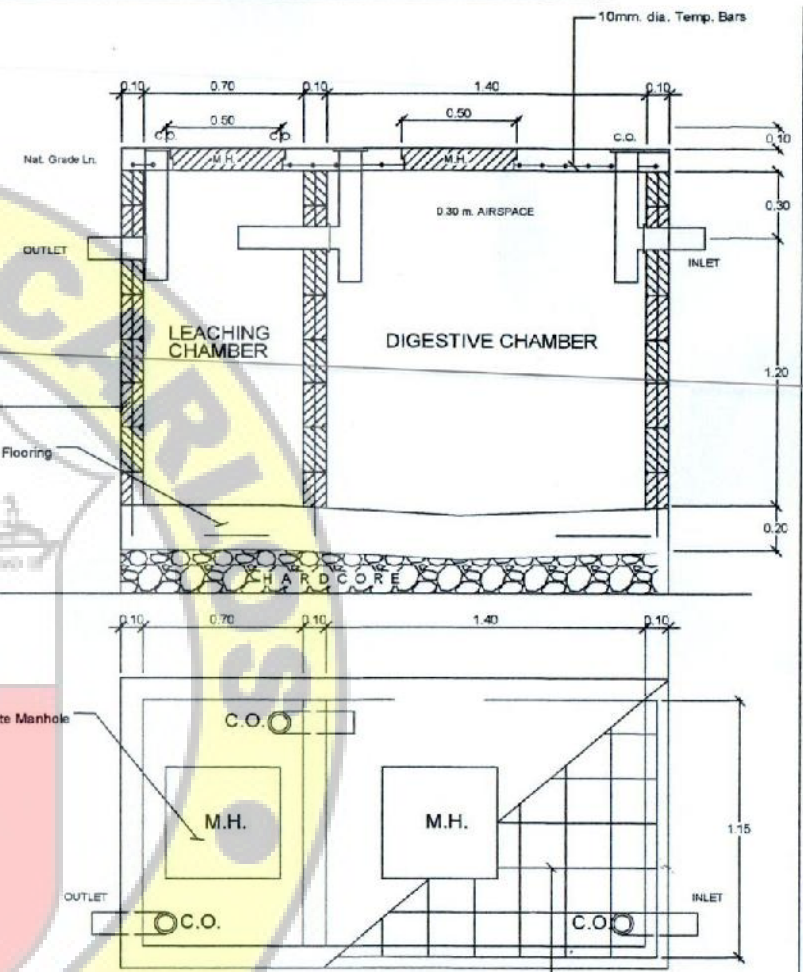 10mm. dia. Temp. Bars
0.10 0.70 0.10 1.40 0.10
0.50 0.50
C.O. C.O. C.O.
0.10
Nat. Grade Ln.
M.H. M.H.
0.30 m. AIRSPACE
0.30
OUTLET
INLET
LEACHING
CHAMBER
DIGESTIVE CHAMBER
1.20
Flooring
0.20
HARDCORE
0.10 0.70 0.10 1.40 0.10
CARLOS
Manhole
C.O.
M.H. M.H.
1.15
OUTLET
INLET
C.O. C.O.